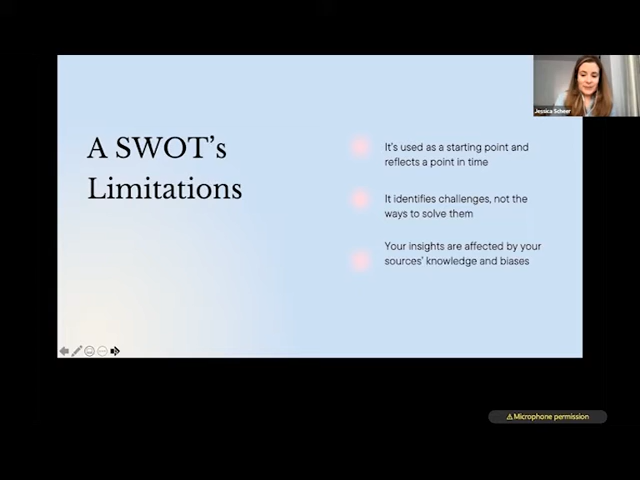 A SWOT's
Limitations
It's used as a starting point and
reflects a point in time
It identifies challenges, not the
ways to solve them
Your insights are affected by your
sources' knowledge and biases
Jessica Scheer
Microphone permission